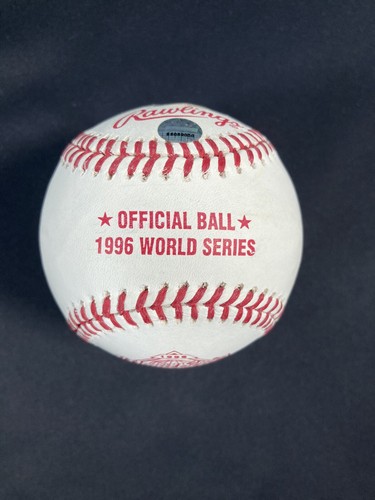 Rawlings
★ OFFICIAL BALL ★
1996 WORLD SERIES